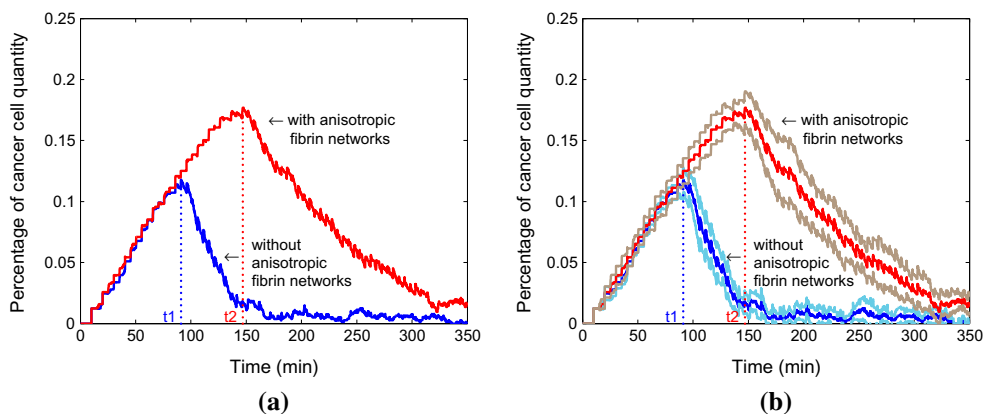 0.25
0.2
0.15
0.1
0.05
0
Percentage of cancer cell quantity
← with anisotropic
fibrin networks
← without
anisotropic
fibrin networks
t1
t2
0 50 100 150 200 250 300 350
Time (min)
(a)
0.25
0.2
0.15
0.1
0.05
0
Percentage of cancer cell quantity
← with anisotropic
fibrin networks
← without
anisotropic
fibrin networks
t1
t2
0 50 100 150 200 250 300 350
Time (min)
(b)